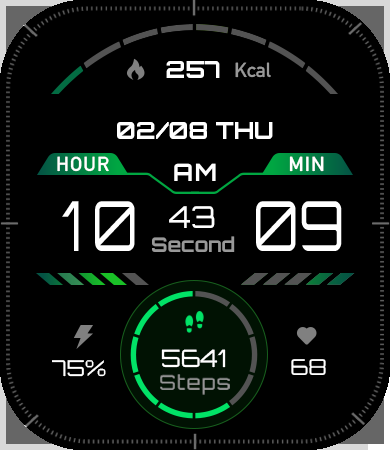 257 Kcal
02/08 THU
HOUR AM MIN
10 43 09
Second
75% 5641 68
Steps